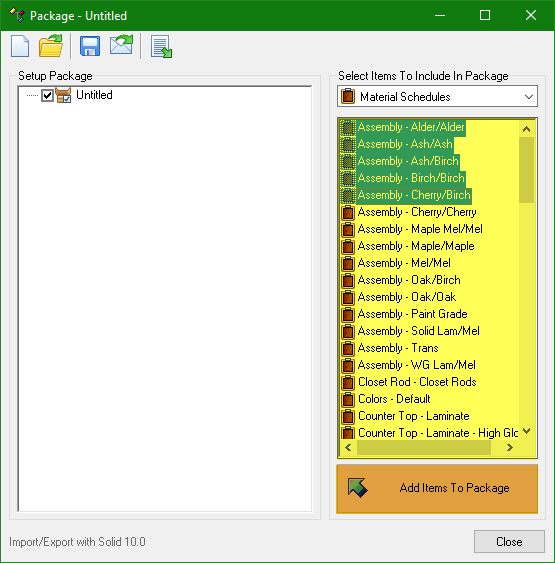 Package - Untitled
Setup Package
Untitled
Select Items To Include In Package
Material Schedules
Assembly - Alder/Alder
Assembly - Ash/Ash
Assembly - Ash/Birch
Assembly - Birch/Birch
Assembly - Cherry/Birch
Assembly - Cherry/Cherry
Assembly - Maple Mel/Mel
Assembly - Maple/Maple
Assembly - Mel/Mel
Assembly - Oak/Birch
Assembly - Oak/Oak
Assembly - Paint Grade
Assembly - Solid Lam/Mel
Assembly - Trans
Assembly - WG Lam/Mel
Closet Rod - Closet Rods
Colors - Default
Counter Top - Laminate
Counter Top - Laminate - High Glo
Add Items To Package
Import/Export with Solid 10.0
Close